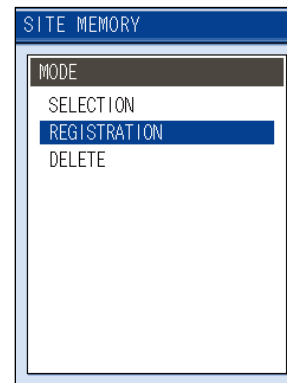 SITE MEMORY
MODE
SELECTION
REGISTRATION
DELETE